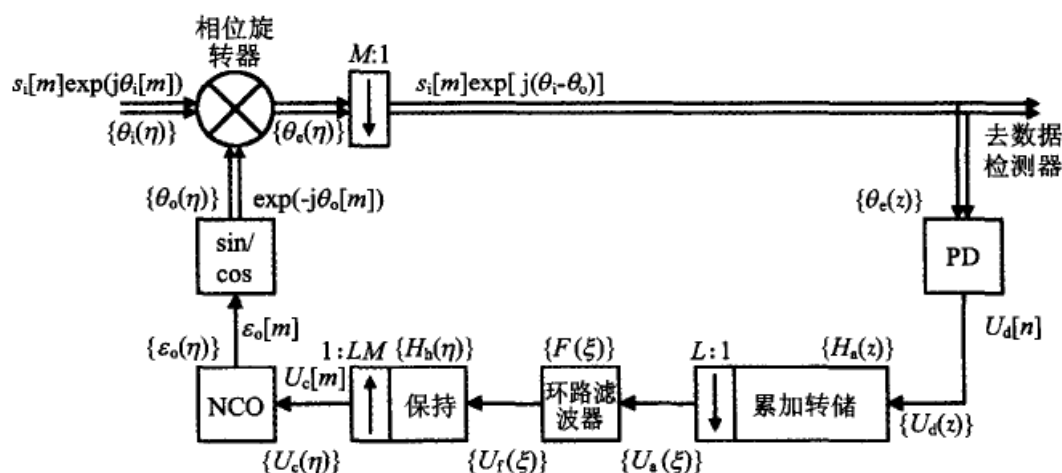 相位旋
转器
M:1
s_i[m]exp(jθ_i[m])
s_i[m]exp[ j(θ_i-θ_o)]
{θ_i(η)}
{θ_e(η)}
去数据
检测器
{θ_o(η)}
exp(-jθ_o[m])
{θ_e(z)}
sin/
cos
PD
ε_o[m]
U_d[n]
{ε_o(η)}
1:LM
{H_h(η)}
{F(ξ)}
L:1
{H_a(z)}
U_c[m]
NCO
保持
环路滤
波器
累加转储
{U_d(z)}
{U_c(η)}
{U_f(ξ)}
{U_a(ξ)}